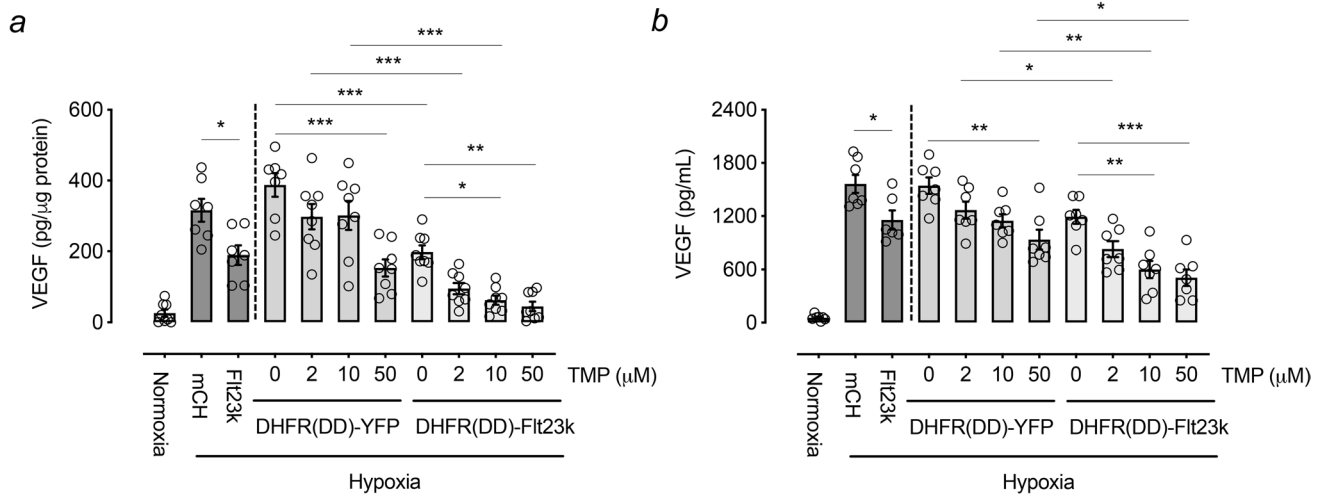 a
***
***
***
***
**
*
*
600
400
200
0
VEGF (pg/μg protein)
Normoxia
mCH
Flt23k
0 2 10 50 0 2 10 50 TMP (μM)
DHFR(DD)-YFP DHFR(DD)-Flt23k
Hypoxia
b
*
**
*
*
**
***
**
2400
1800
1200
600
0
VEGF (pg/mL)
Normoxia
mCH
Flt23k
0 2 10 50 0 2 10 50 TMP (μM)
DHFR(DD)-YFP DHFR(DD)-Flt23k
Hypoxia